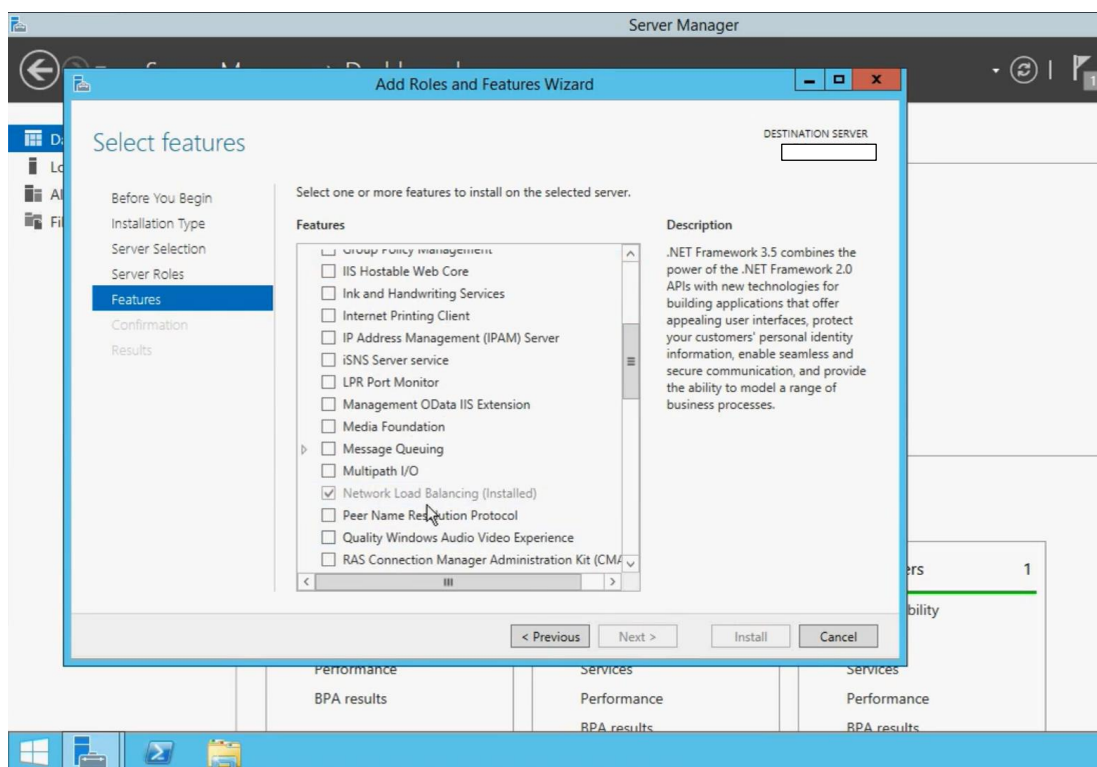 Server Manager
Add Roles and Features Wizard
Select features
DESTINATION SERVER
Before You Begin
Installation Type
Server Selection
Server Roles
Features
Confirmation
Results
Select one or more features to install on the selected server.
Features
Group Policy Management
IIS Hostable Web Core
Ink and Handwriting Services
Internet Printing Client
IP Address Management (IPAM) Server
iSNS Server service
LPR Port Monitor
Management OData IIS Extension
Media Foundation
Message Queuing
Multipath I/O
Network Load Balancing (Installed)
Peer Name Resolution Protocol
Quality Windows Audio Video Experience
RAS Connection Manager Administration Kit (CMA
Description
.NET Framework 3.5 combines the
power of the .NET Framework 2.0
APIs with new technologies for
building applications that offer
appealing user interfaces, protect
your customers' personal identity
information, enable seamless and
secure communication, and provide
the ability to model a range of
business processes.
< Previous
Next >
Install
Cancel
1
1
Performance
BPA results
Services
Performance
BPA results
Services
Performance
BPA results